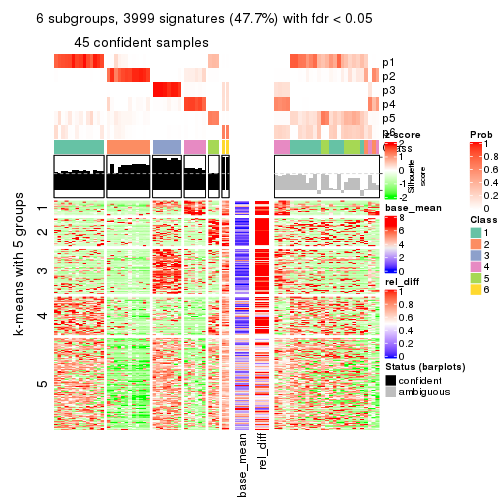 6 subgroups, 3999 signatures (47.7%) with fdr < 0.05
45 confident samples
p1
p2
p3
p4
p5
p6
Class
z-score
2
1
0
-1
-2
Silhouette
score
Prob
1
0.8
0.6
0.4
0.2
0
base_mean
8
6
4
2
0
Class
1
2
3
4
5
6
rel_diff
1
0.8
0.6
0.4
0.2
0
Status (barplots)
confident
ambiguous
k-means with 5 groups
1
2
3
4
5
base_mean
rel_diff